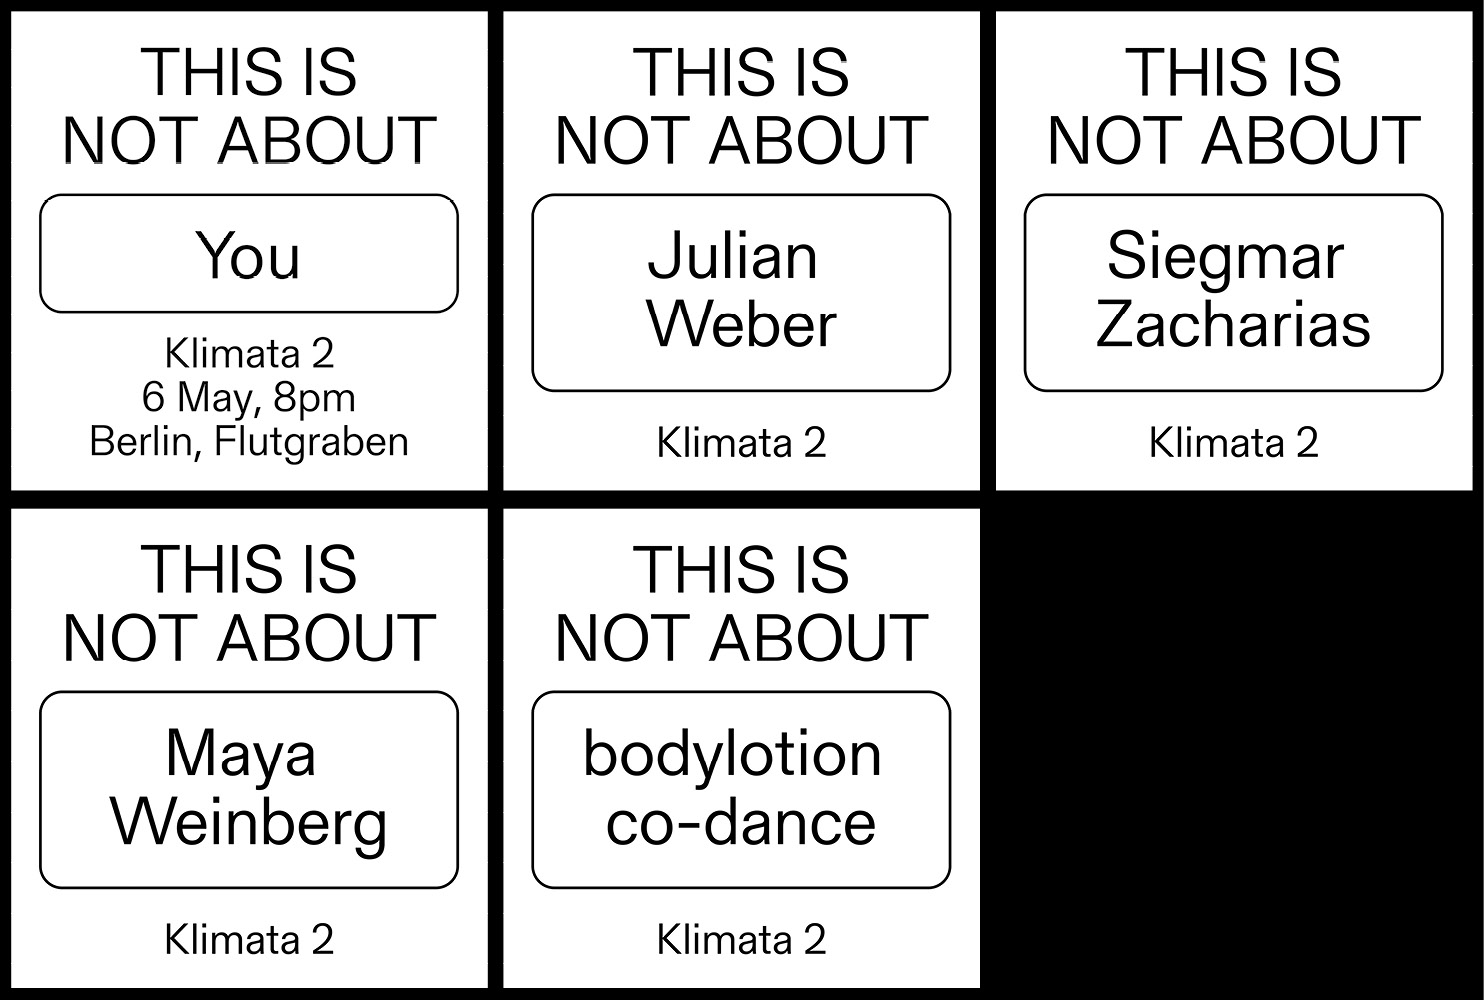 THIS IS
NOT ABOUT
You
Klimata 2
6 May, 8pm
Berlin, Flutgraben
THIS IS
NOT ABOUT
Julian
Weber
Klimata 2
THIS IS
NOT ABOUT
Siegmar
Zacharias
Klimata 2
THIS IS
NOT ABOUT
Maya
Weinberg
Klimata 2
THIS IS
NOT ABOUT
bodylotion
co-dance
Klimata 2